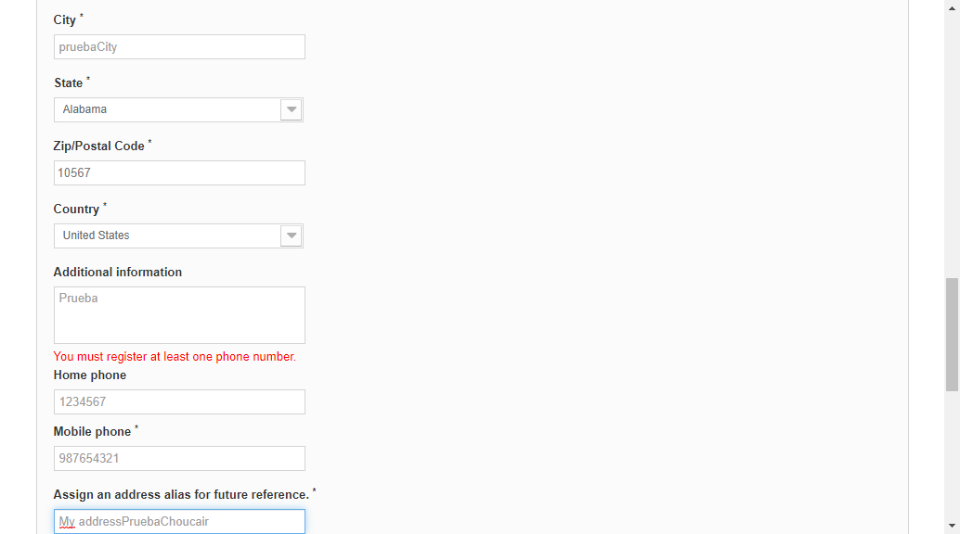 City *
pruebaCity
State *
Alabama
Zip/Postal Code *
10567
Country *
United States
Additional information
Prueba
You must register at least one phone number.
Home phone
1234567
Mobile phone *
987654321
Assign an address alias for future reference. *
My addressPruebaChoucair